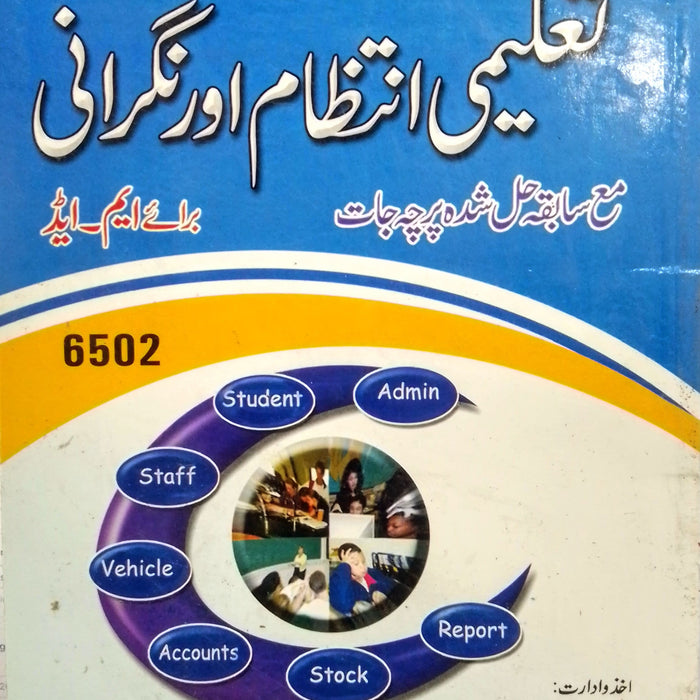 تعلیمی انتظام اور نگرانی
مع سابقہ حل شدہ پرچہ جات
برائے ایم۔ایڈ
6502
Admin
Student
Staff
Vehicle
Accounts
Stock
Report
اخذ و ادارت: